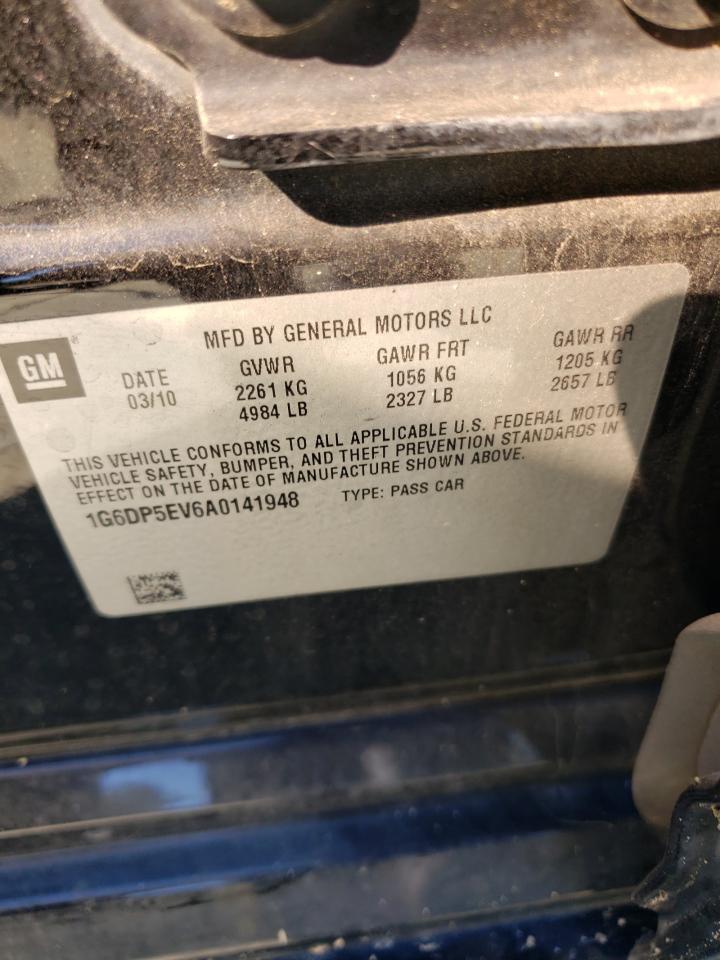 MFD BY GENERAL MOTORS LLC
GM®
DATE GVWR GAWR FRT GAWR RR
03/10 2261 KG 1056 KG 1205 KG
4984 LB 2327 LB 2657 LB
THIS VEHICLE CONFORMS TO ALL APPLICABLE U.S. FEDERAL MOTOR
VEHICLE SAFETY, BUMPER, AND THEFT PREVENTION STANDARDS IN
EFFECT ON THE DATE OF MANUFACTURE SHOWN ABOVE.
1G6DP5EV6A0141948 TYPE: PASS CAR